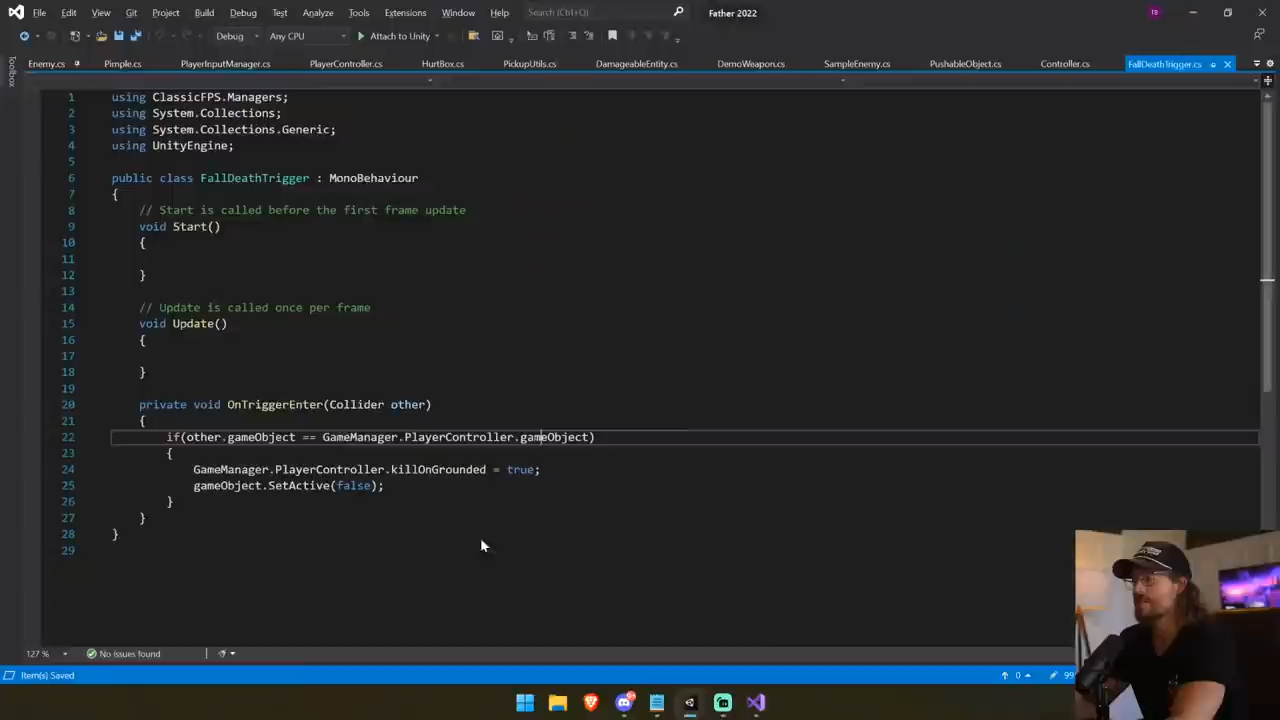 File Edit View Git Project Build Debug Test Analyze Tools Extensions Window Help Search (Ctrl+Q) Father 2022
Debug Any CPU Attach to Unity
Toolbox
Enemy.cs Pimple.cs PlayerInputManager.cs PlayerController.cs HurtBox.cs PickupUtils.cs DamageableEntity.cs DemoWeapon.cs SampleEnemy.cs PushableObject.cs Controller.cs FallDeathTrigger.cs
1 using ClassicFPS.Managers;
2 using System.Collections;
3 using System.Collections.Generic;
4 using UnityEngine;
5
6 public class FallDeathTrigger : MonoBehaviour
7 {
8 // Start is called before the first frame update
9 void Start()
10 {
11
12 }
13
14 // Update is called once per frame
15 void Update()
16 {
17
18 }
19
20 private void OnTriggerEnter(Collider other)
21 {
22 if(other.gameObject == GameManager.PlayerController.gameObject)
23 {
24 GameManager.PlayerController.killOnGrounded = true;
25 gameObject.SetActive(false);
26 }
27 }
28 }
29
127 % No issues found
Item(s) Saved 0 99